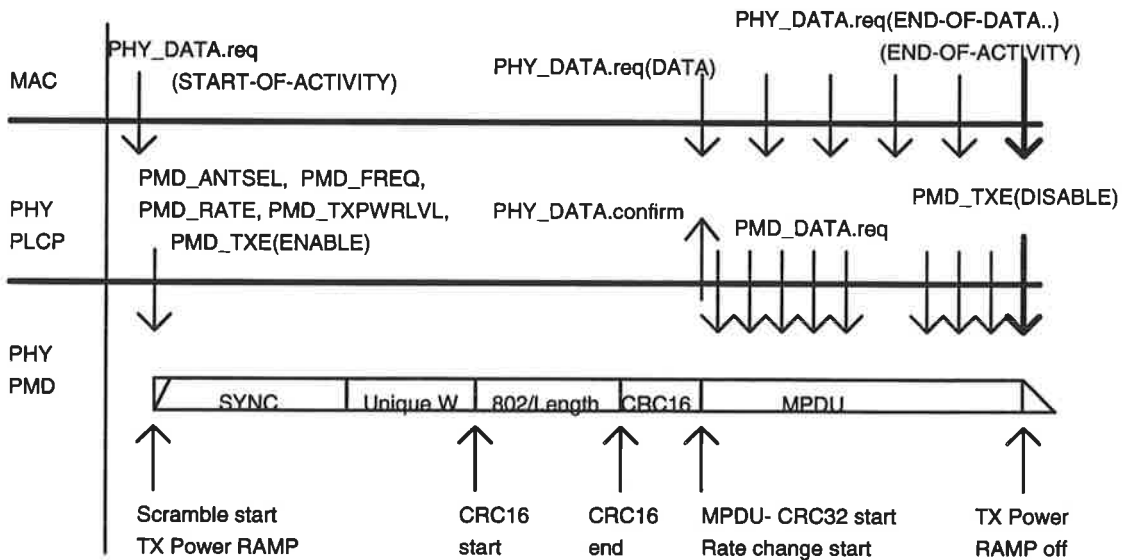 PHY_DATA.req(END-OF-DATA..)
PHY_DATA.req
(END-OF-ACTIVITY)
MAC
(START-OF-ACTIVITY)
PHY_DATA.req(DATA)
PMD_ANTSEL, PMD_FREQ,
PMD_TXE(DISABLE)
PHY
PMD_RATE, PMD_TXPWRLVL,
PHY_DATA.confirm
PLCP
PMD_TXE(ENABLE)
PMD_DATA.req
PHY
PMD
SYNC
Unique W
802/Length
CRC16
MPDU
Scramble start
TX Power RAMP
CRC16
start
CRC16
end
MPDU- CRC32 start
Rate change start
TX Power
RAMP off